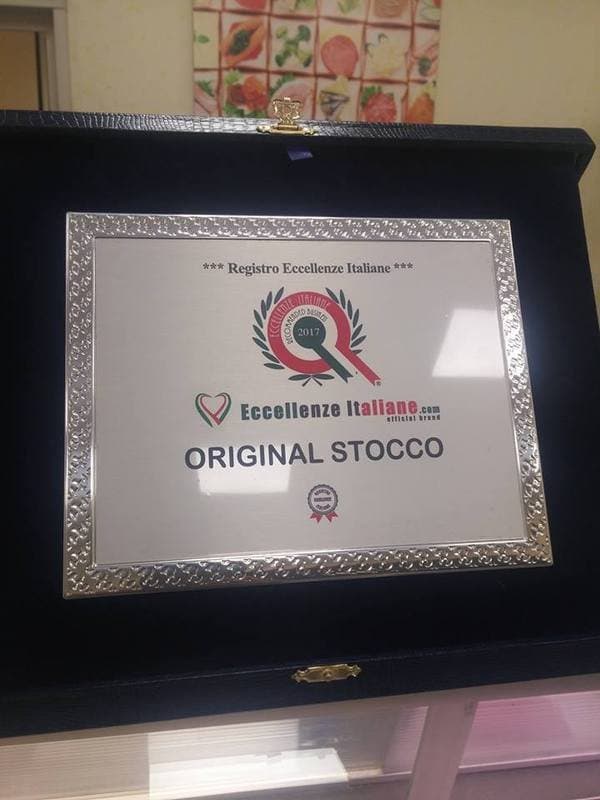 *** Registro Eccellenze Italiane ***
ECCELLENZE ITALIANE
RECOMMENDED BUSINESS
2017
®
Eccellenze Italiane.com
official brand
ORIGINAL STOCCO